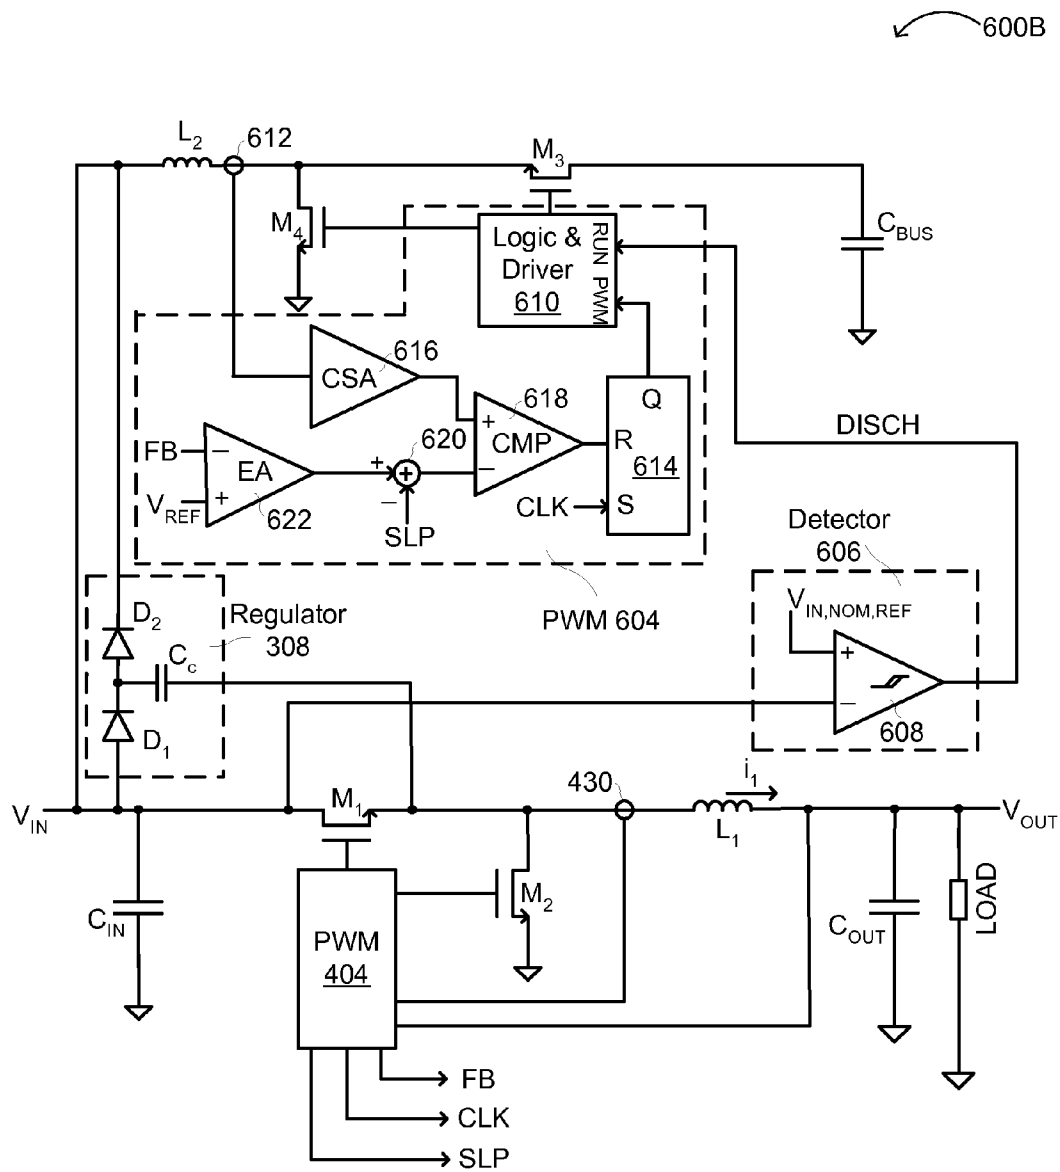 600B
L2
612
M3
M4
Logic &
Driver
610
RUN
PWM
CBUS
CSA
616
618
Q
FB
−
EA
+
VREF
622
+
620
+
−
SLP
+
CMP
−
R
614
CLK
S
DISCH
PWM 604
Detector
606
VIN,NOM,REF
+
−
608
D2
Regulator
308
Cc
D1
VIN
M1
430
i1
L1
VOUT
CIN
M2
PWM
404
COUT
LOAD
FB
CLK
SLP